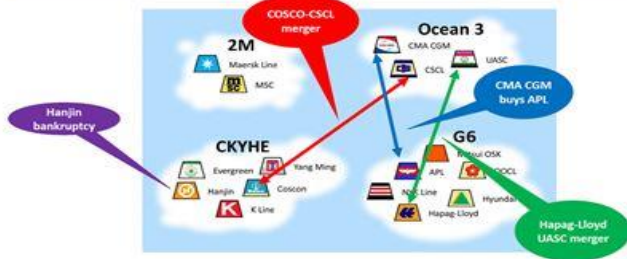 COSCO-CSCL
merger
Ocean 3
CMA CGM
UASC
CSCL
2M
Maersk Line
MSC
CMA CGM
buys APL
Hanjin
bankruptcy
CKYHE
Evergreen
Yang Ming
Hanjin
Coscon
K Line
K
G6
Mitsui OSK
APL
OOCL
NYK Line
Hyundai
Hapag-Lloyd
Hapag-Lloyd
UASC merger